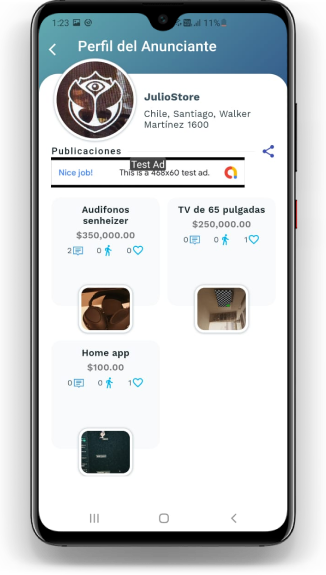 1:23
11%
Perfil del Anunciante
JulioStore
Chile, Santiago, Walker
Martínez 1600
Publicaciones
Test Ad
Nice job!
This is a 468x60 test ad.
Audifonos
senheizer
$350,000.00
2
0
0
TV de 65 pulgadas
$250,000.00
0
0
1
Home app
$100.00
0
0
1